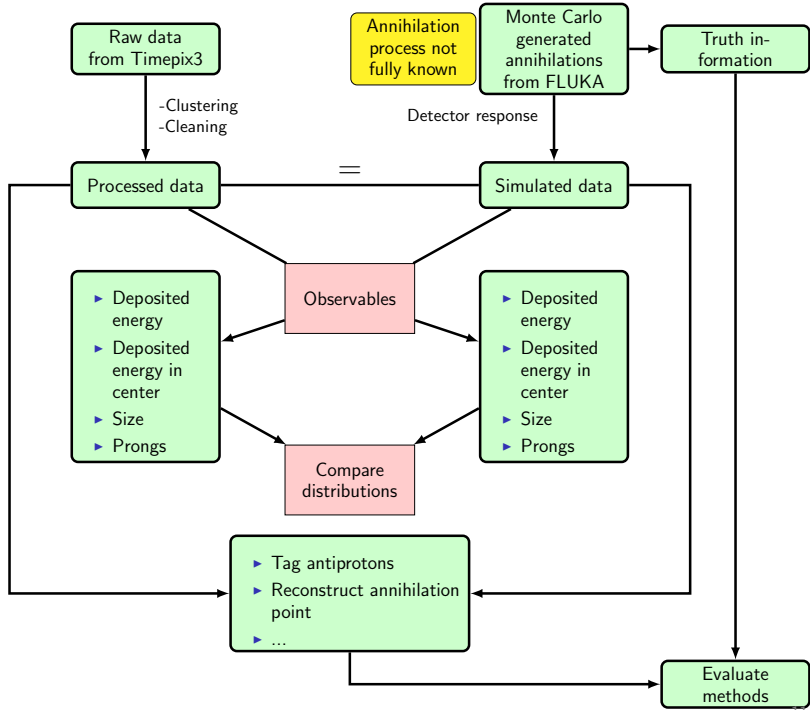 Raw data
from Timepix3
Annihilation
process not
fully known
Monte Carlo
generated
annihilations
from FLUKA
Truth in-
formation
-Clustering
-Cleaning
Detector response
Processed data
=
Simulated data
Observables
▶ Deposited
energy
▶ Deposited
energy in
center
▶ Size
▶ Prongs
▶ Deposited
energy
▶ Deposited
energy in
center
▶ Size
▶ Prongs
Compare
distributions
▶ Tag antiprotons
▶ Reconstruct annihilation
point
▶ ...
Evaluate
methods